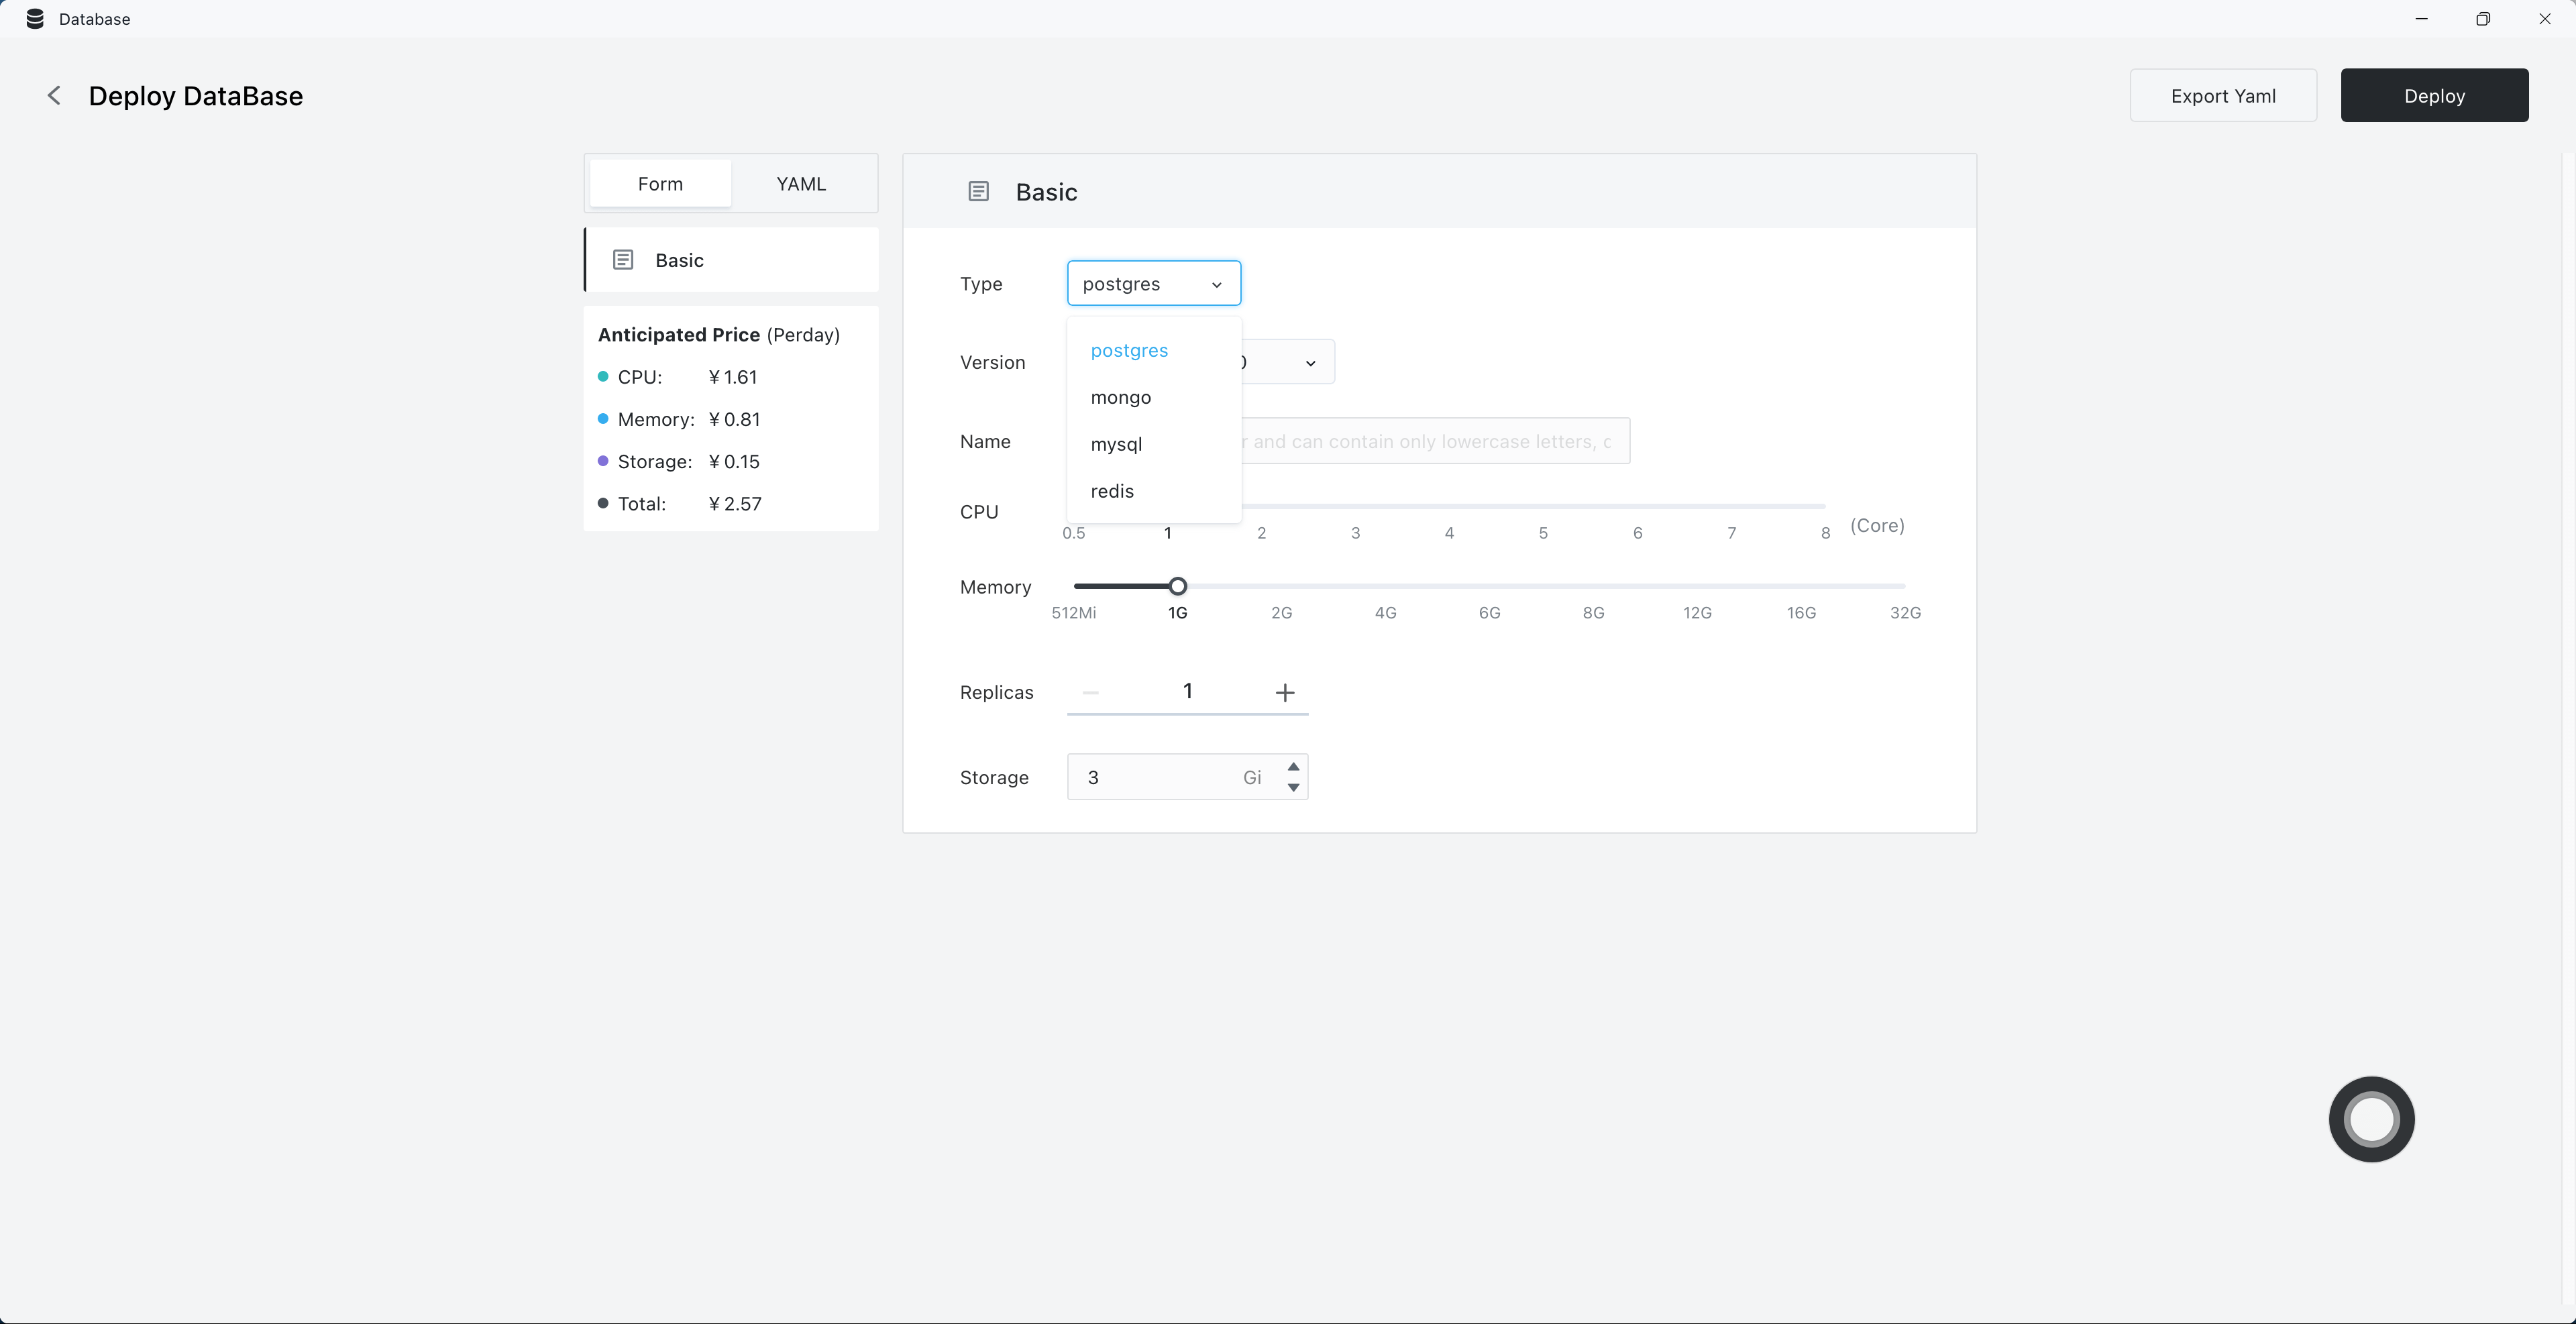 Database
Deploy DataBase
Export Yaml
Deploy
Form
YAML
Basic
Anticipated Price (Perday)
CPU: ¥ 1.61
Memory: ¥ 0.81
Storage: ¥ 0.15
Total: ¥ 2.57
Basic
Type
postgres
postgres
mongo
mysql
redis
Version
Name
and can contain only lowercase letters,
CPU
0.5 1 2 3 4 5 6 7 8 (Core)
Memory
512Mi 1G 2G 4G 6G 8G 12G 16G 32G
Replicas
1
Storage
3 Gi